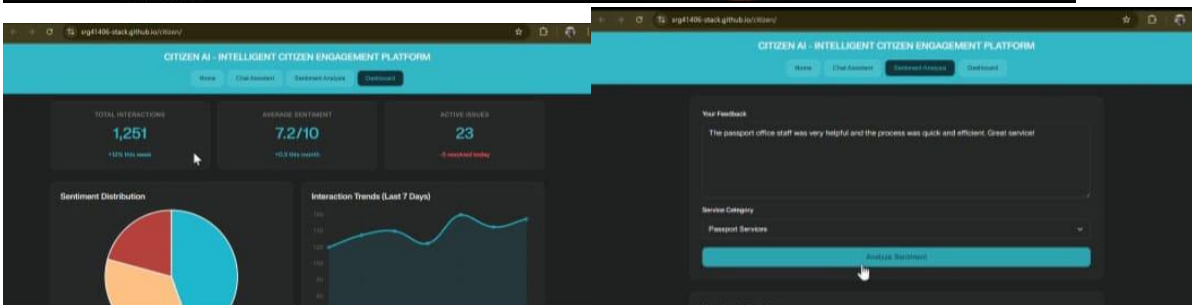 srg41406-stack.github.io/citizen/
CITIZEN AI - INTELLIGENT CITIZEN ENGAGEMENT PLATFORM
Home Chat Assistant Sentiment Analysis Dashboard
TOTAL INTERACTIONS AVERAGE SENTIMENT ACTIVE ISSUES
1,251 7.2/10 23
+12% this week +0.3 this month -5 resolved today
Sentiment Distribution
Interaction Trends (Last 7 Days)
srg41406-stack.github.io/citizen/
CITIZEN AI - INTELLIGENT CITIZEN ENGAGEMENT PLATFORM
Home Chat Assistant Sentiment Analysis Dashboard
Your Feedback
The passport office staff was very helpful and the process was quick and efficient. Great service!
Service Category
Passport Services
Analyze Sentiment